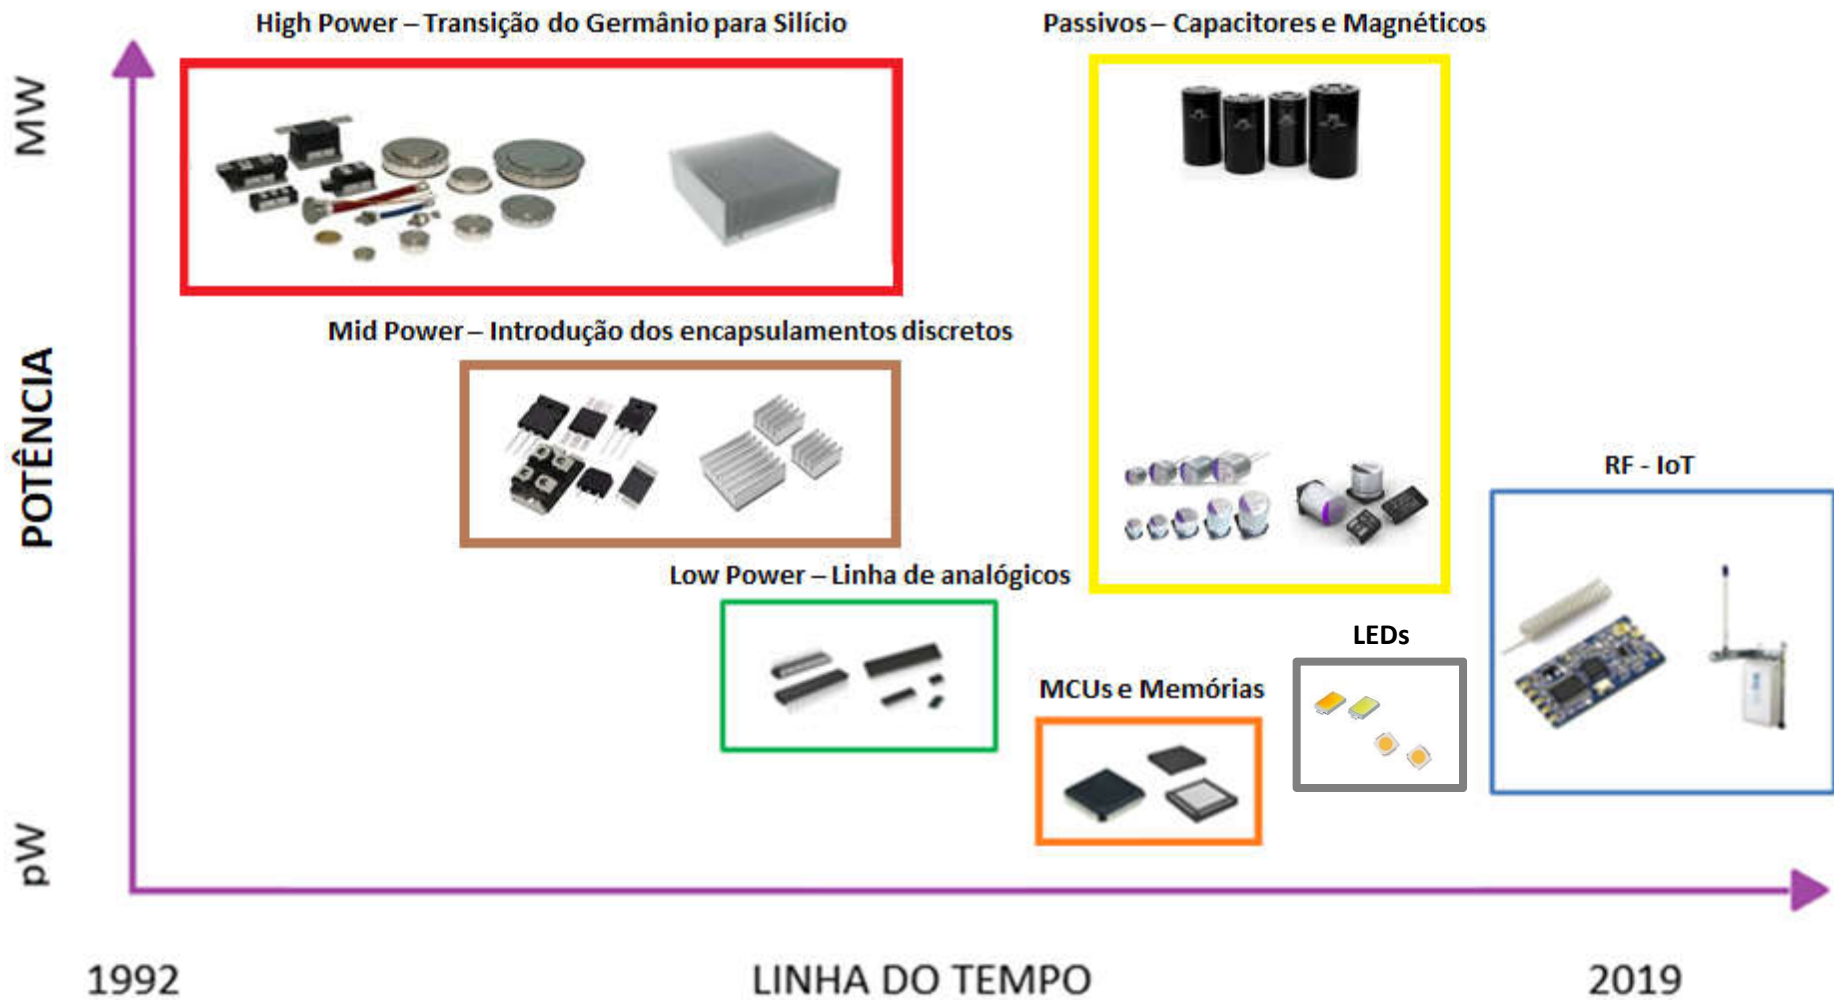 High Power – Transição do Germânio para Silício
Passivos – Capacitores e Magnéticos
MW
Mid Power – Introdução dos encapsulamentos discretos
POTÊNCIA
RF - IoT
Low Power – Linha de analógicos
LEDs
MCUs e Memórias
pW
1992
LINHA DO TEMPO
2019